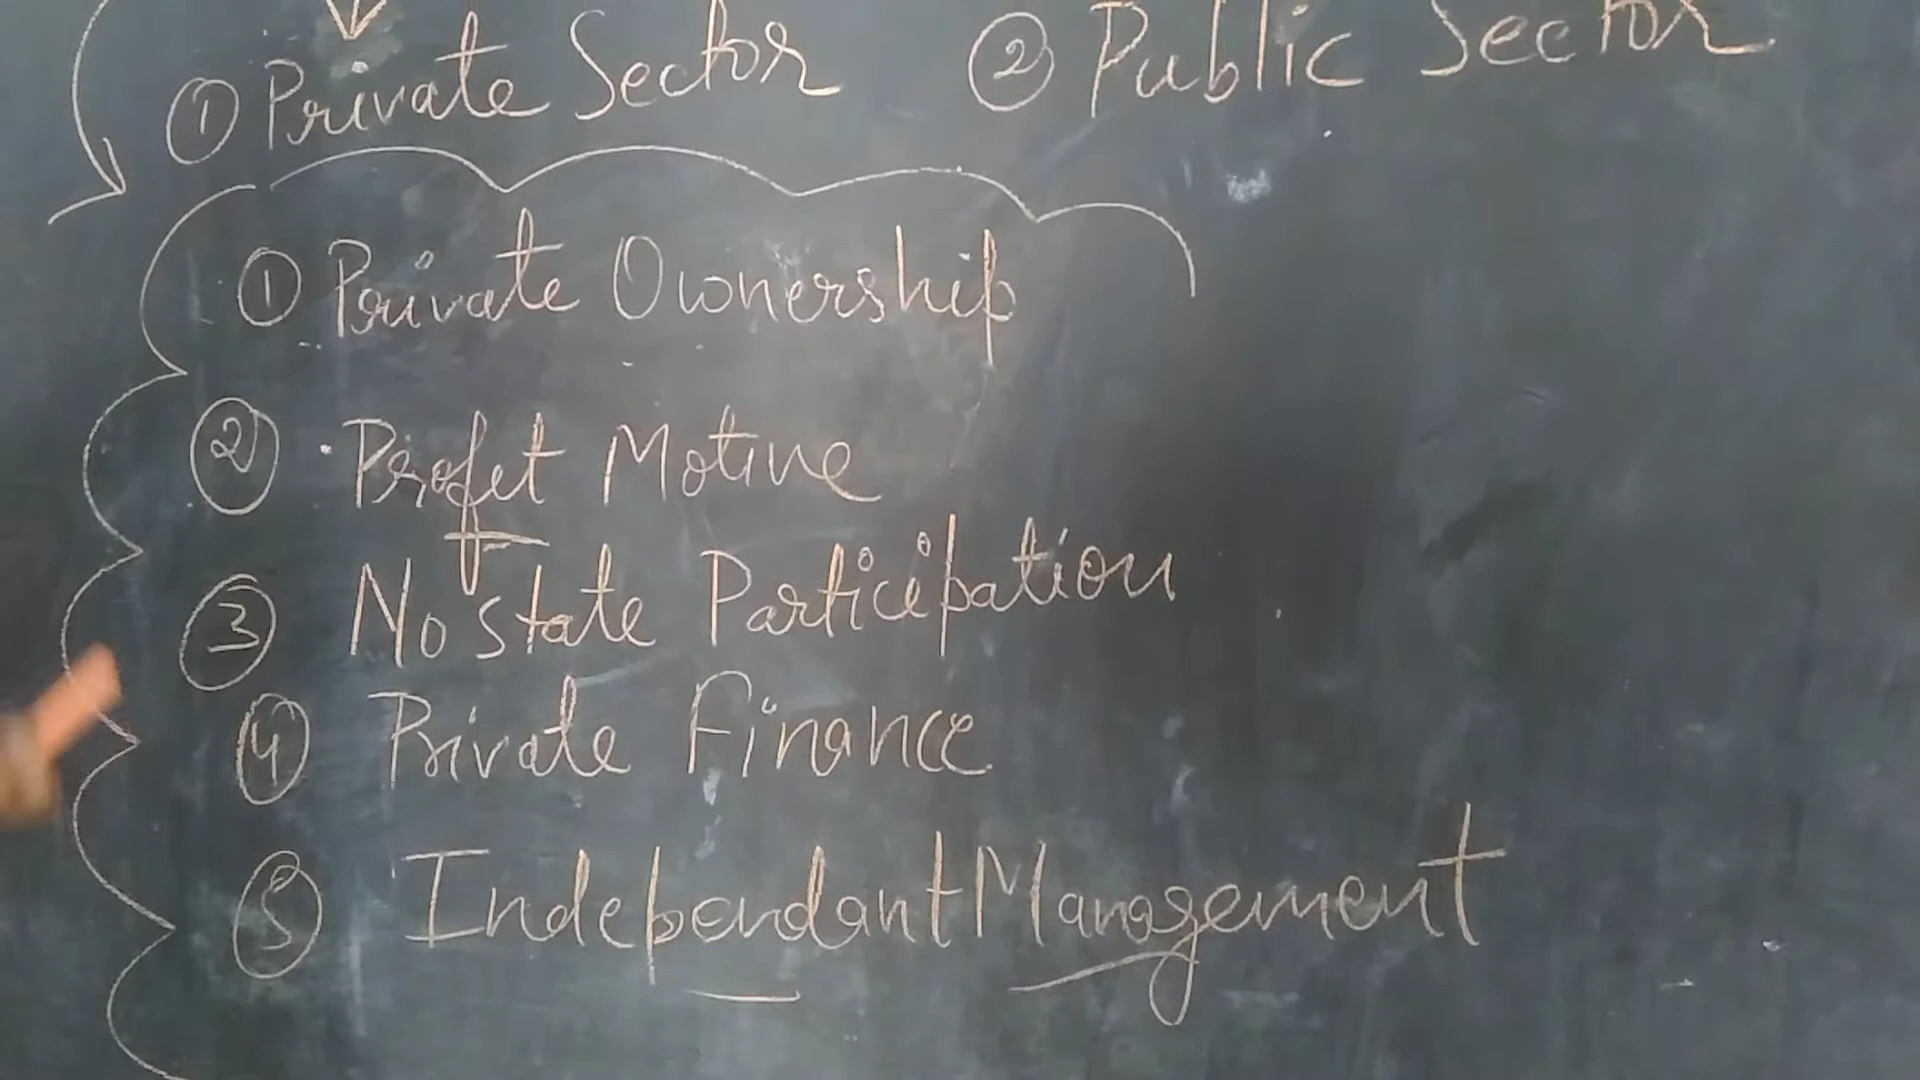 ① Private Sector ② Public Sector
① Private Ownership
② Profit Motive
③ No State Participation
④ Private Finance
⑤ Independant Management